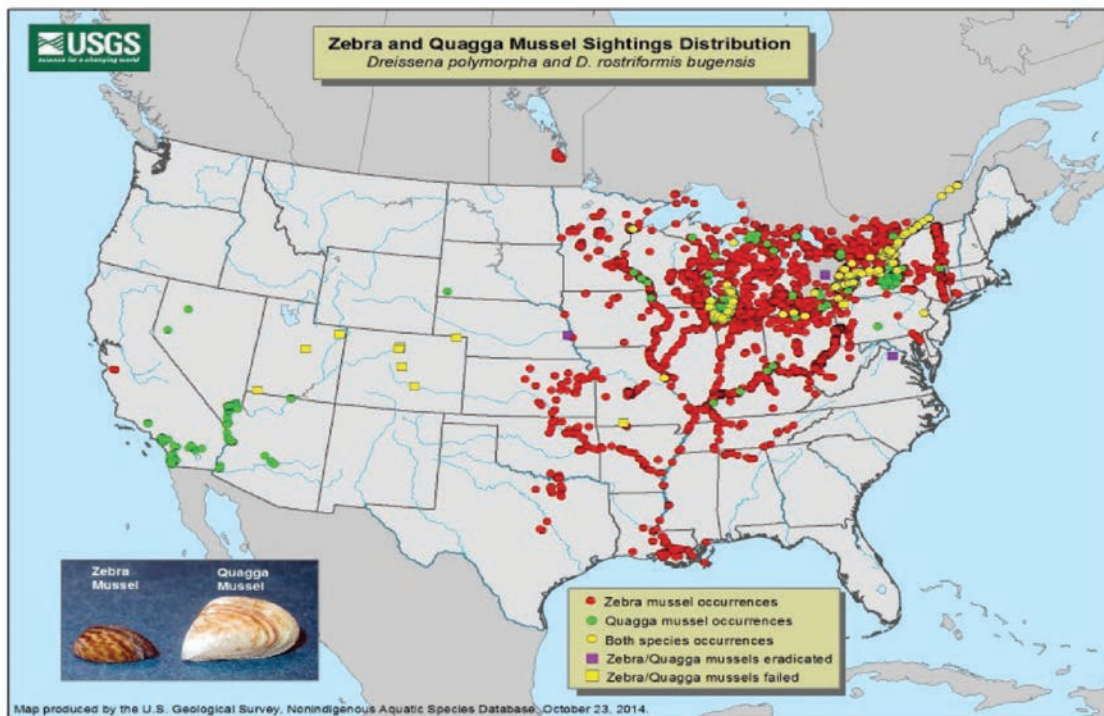 USGS
science for a changing world
Zebra and Quagga Mussel Sightings Distribution
Dreissena polymorpha and D. rostriformis bugensis
Zebra
Mussel
Quagga
Mussel
Zebra mussel occurrences
Quagga mussel occurrences
Both species occurrences
Zebra/Quagga mussels eradicated
Zebra/Quagga mussels failed
Map produced by the U.S. Geological Survey, Nonindigenous Aquatic Species Database, October 23, 2014.